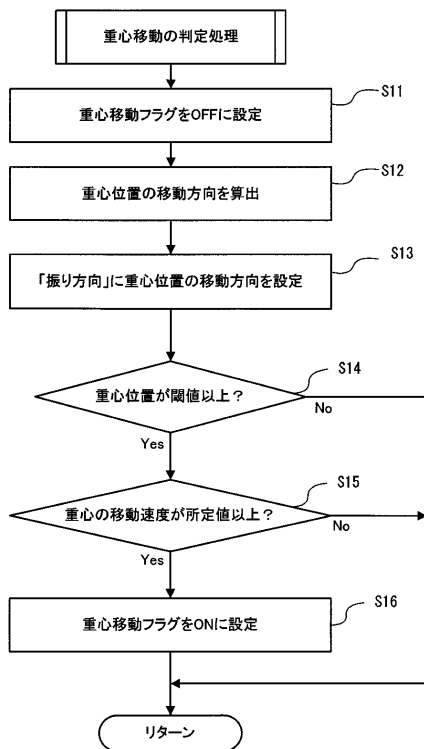 重心移動の判定処理
S11
重心移動フラグをOFFに設定
S12
重心位置の移動方向を算出
S13
「振り方向」に重心位置の移動方向を設定
S14
重心位置が閾値以上？
No
Yes
S15
重心の移動速度が所定値以上？
No
Yes
S16
重心移動フラグをONに設定
リターン